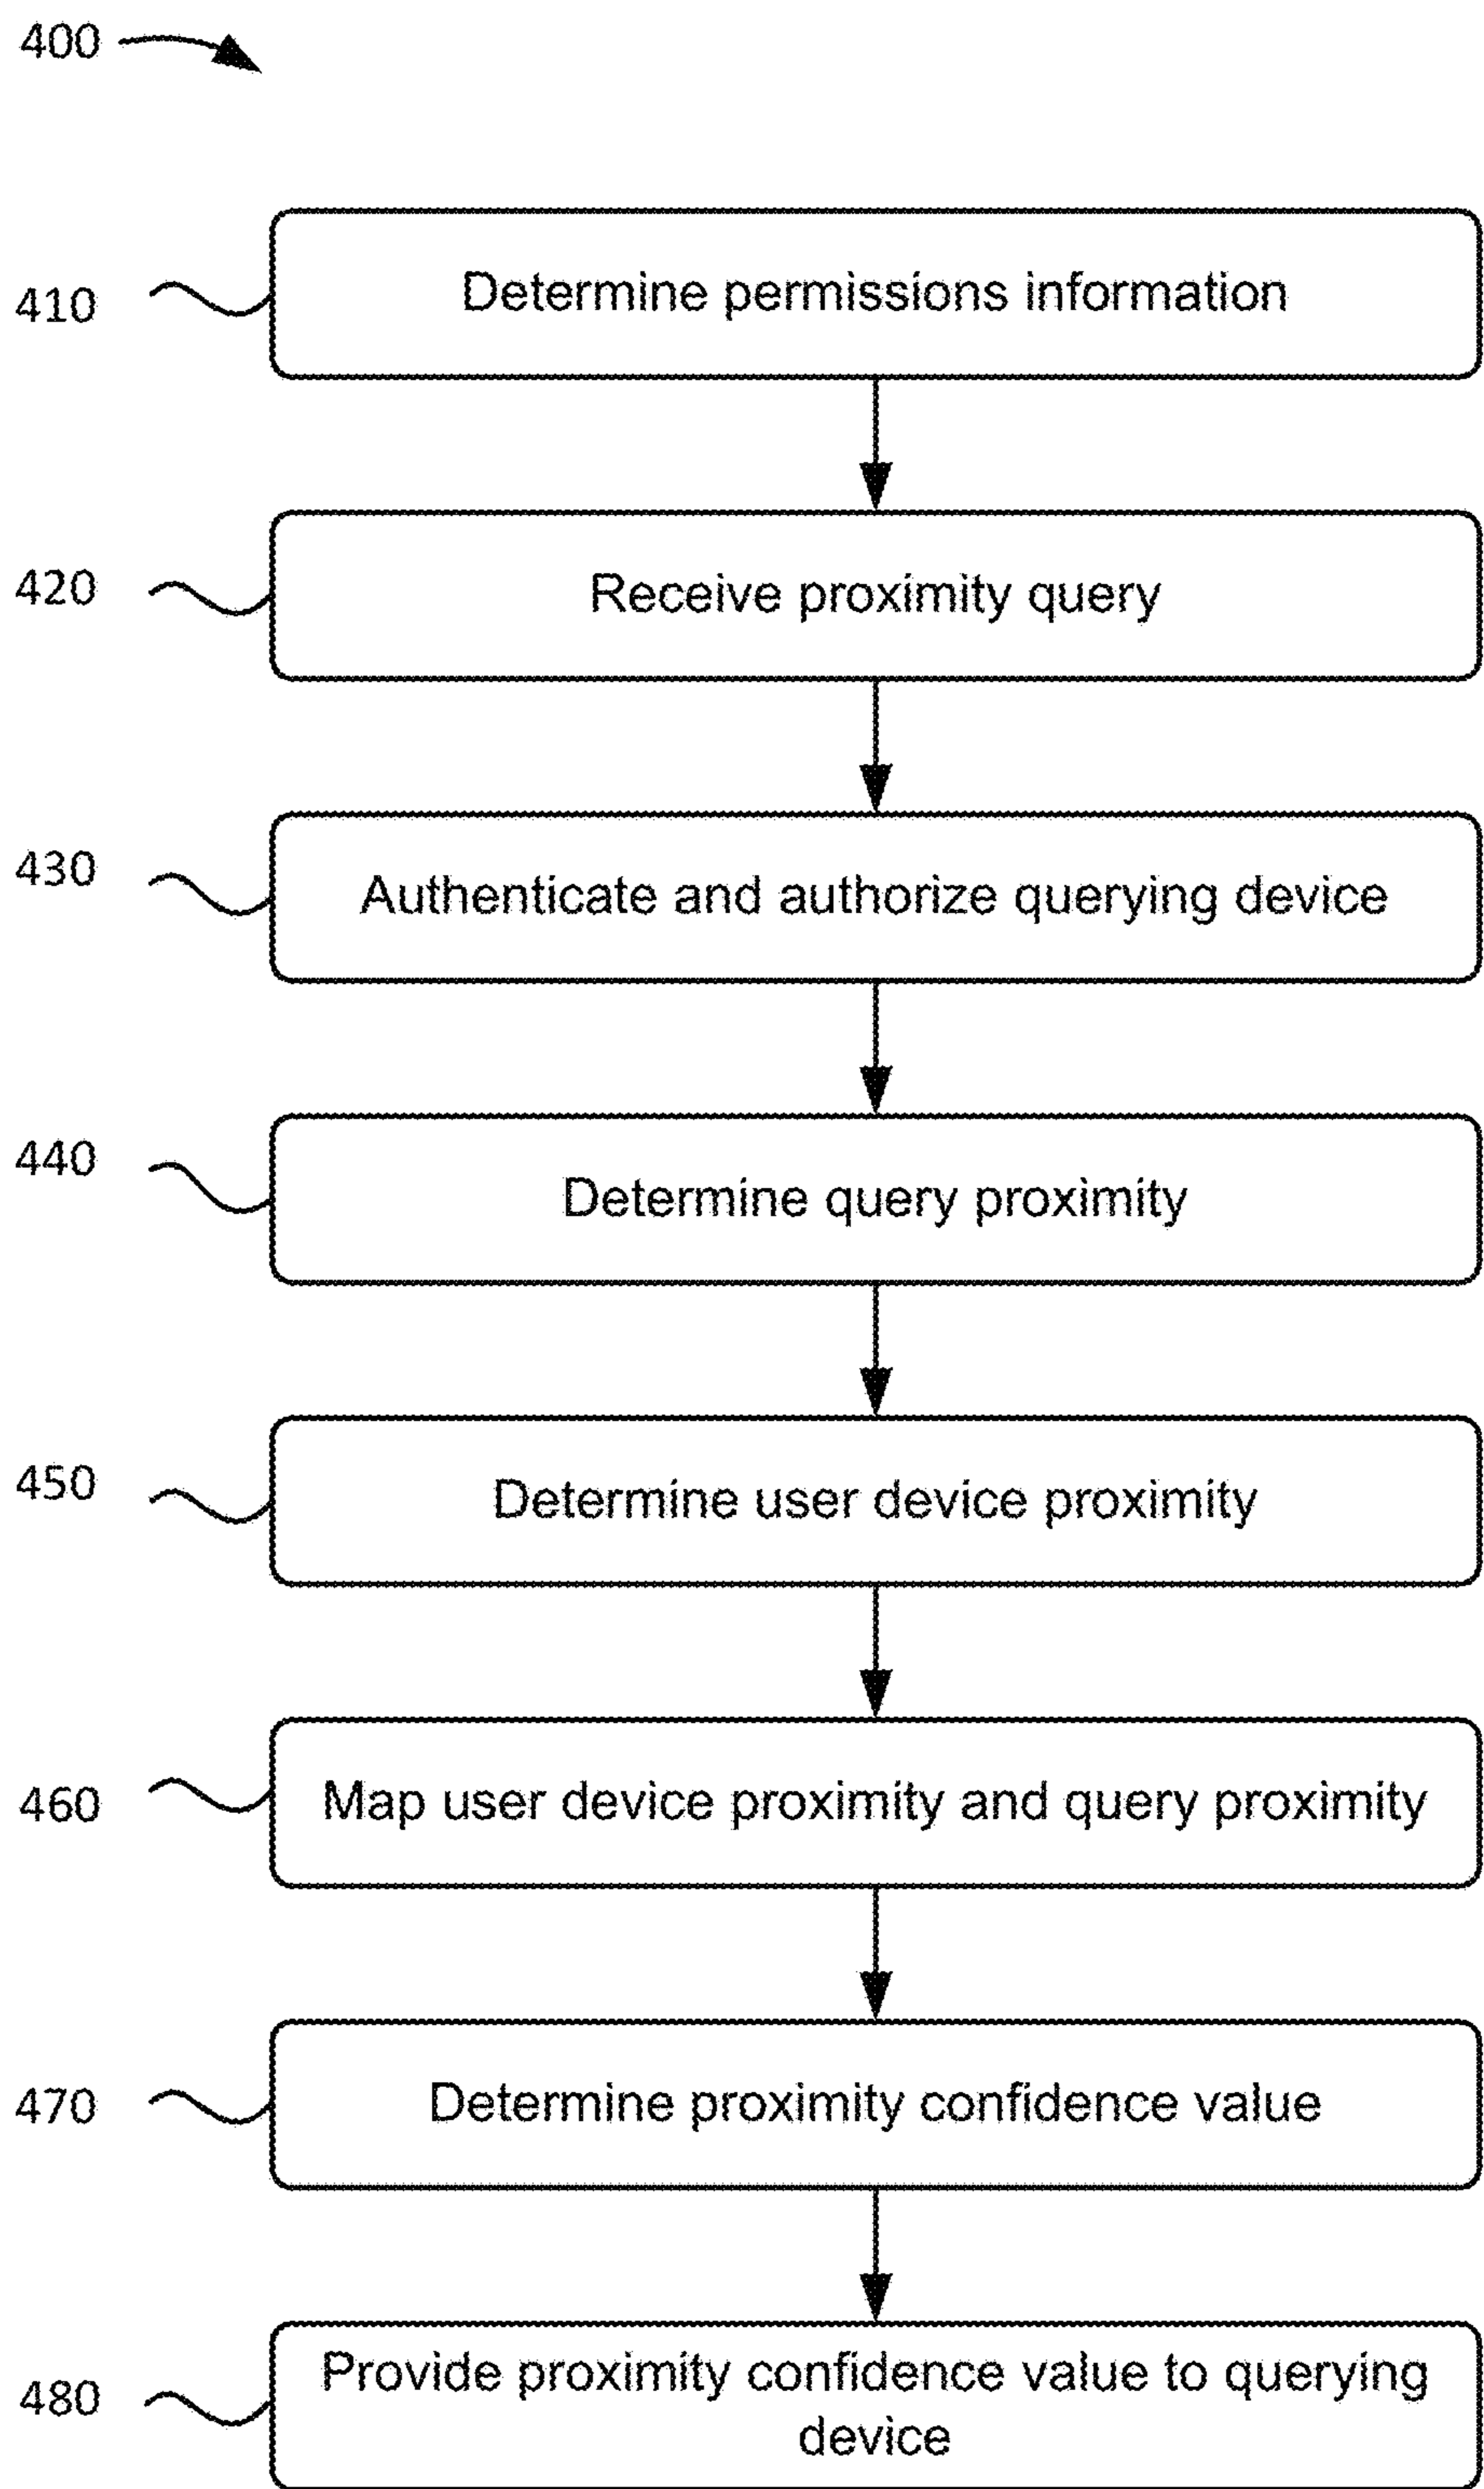 400
410
Determine permissions information
420
Receive proximity query
430
Authenticate and authorize querying device
440
Determine query proximity
450
Determine user device proximity
460
Map user device proximity and query proximity
470
Determine proximity confidence value
480
Provide proximity confidence value to querying
device